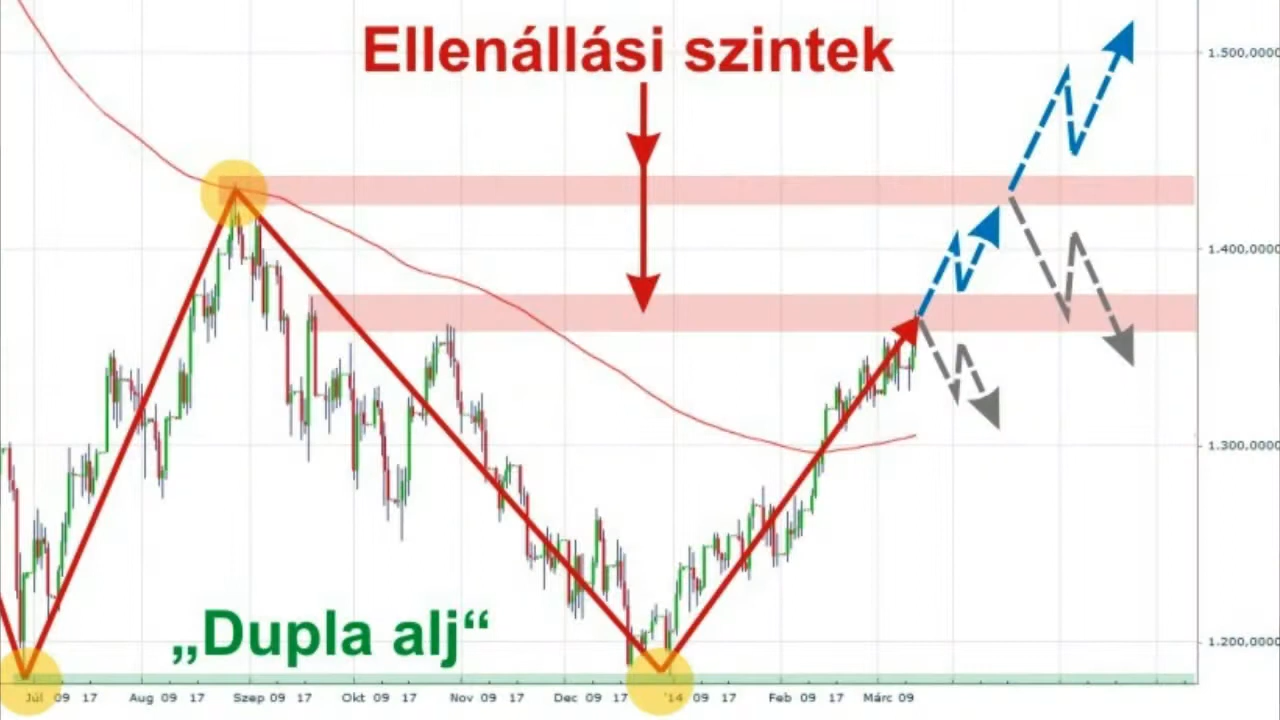 Ellenállási szintek
1.500,0000
1.400,0000
1.300,0000
„Dupla alj“
1.200,0000
Júl 09 17 Aug 09 17 Szep 09 17 Okt 09 17 Nov 09 17 Dec 09 17 '14 09 17 Feb 09 17 Márc 09